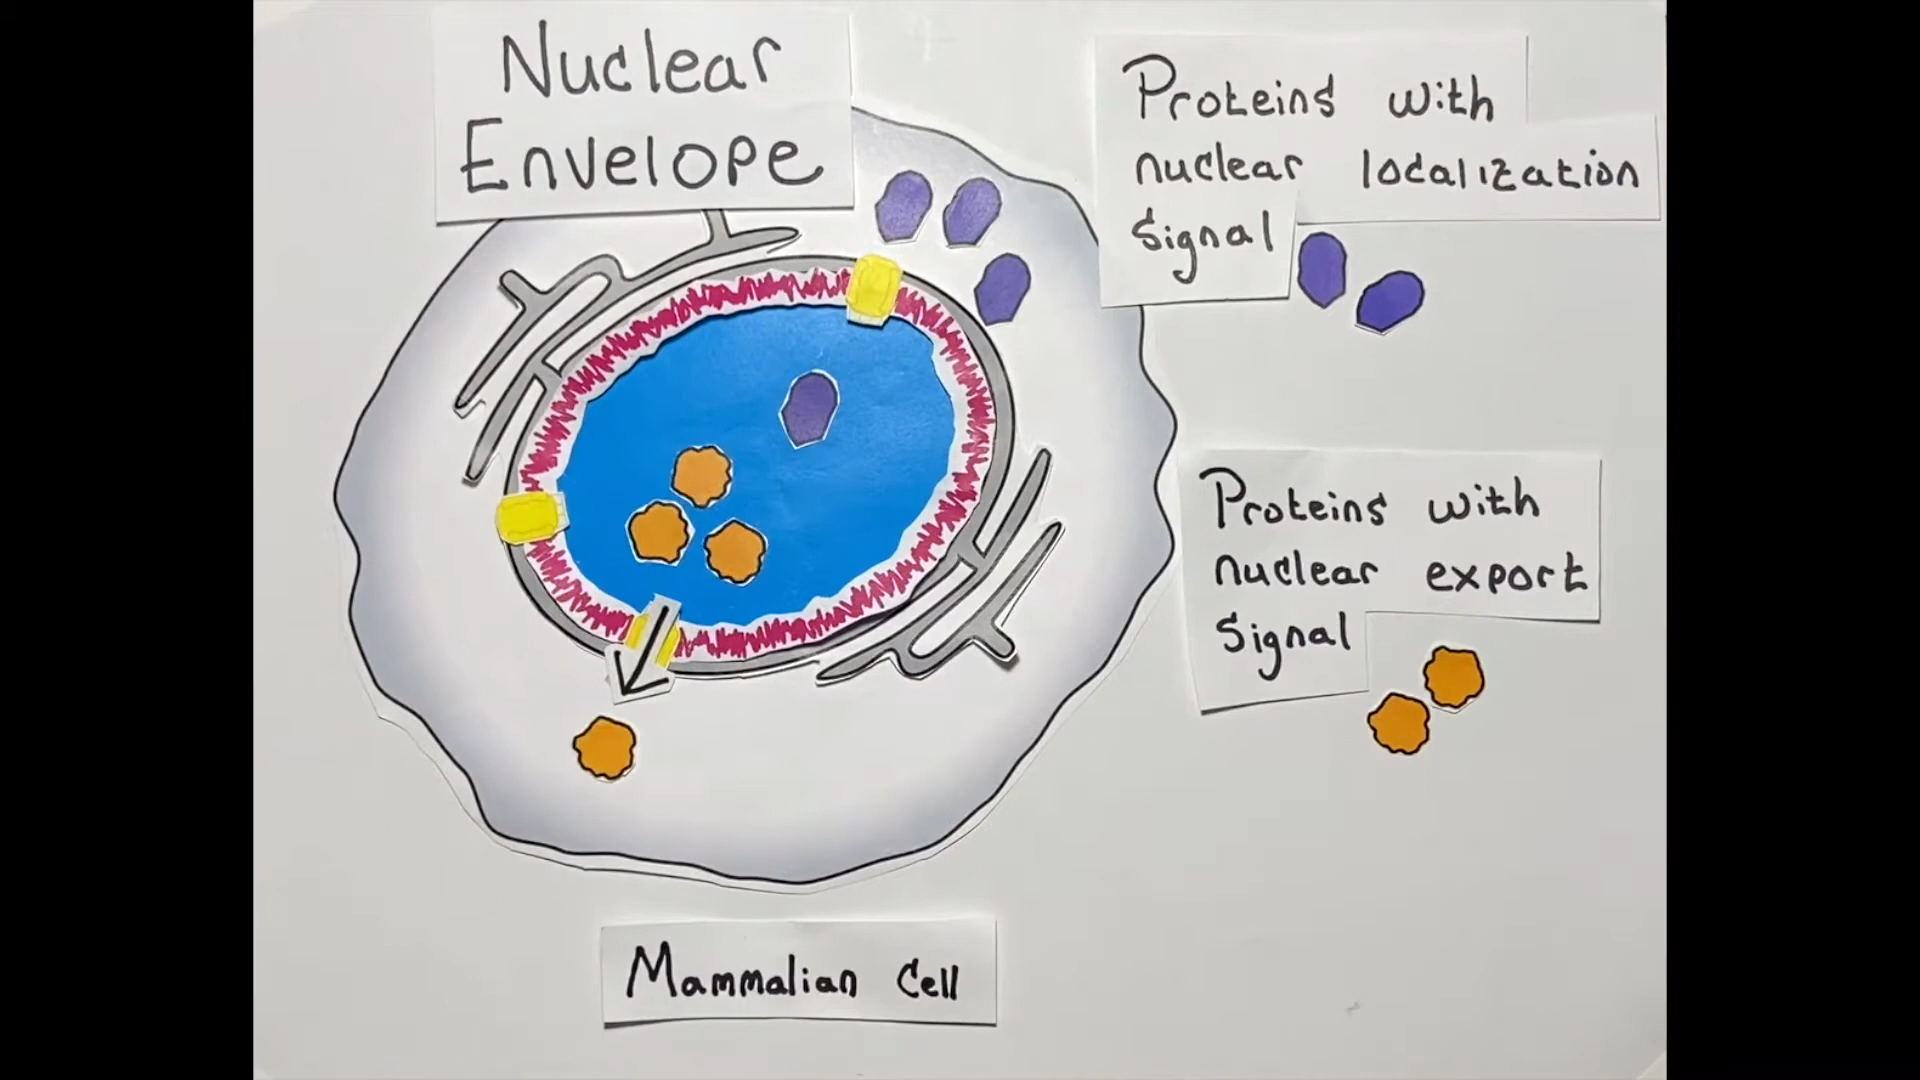 Nuclear
Envelope
Proteins with
nuclear localization
signal
Proteins with
nuclear export
signal
Mammalian Cell